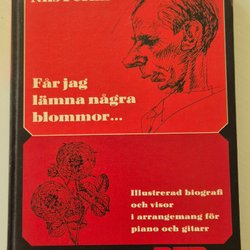 Får jag
lämna några
blommor...
Illustrerad biografi
och visor
i arrangemang för
piano och gitarr